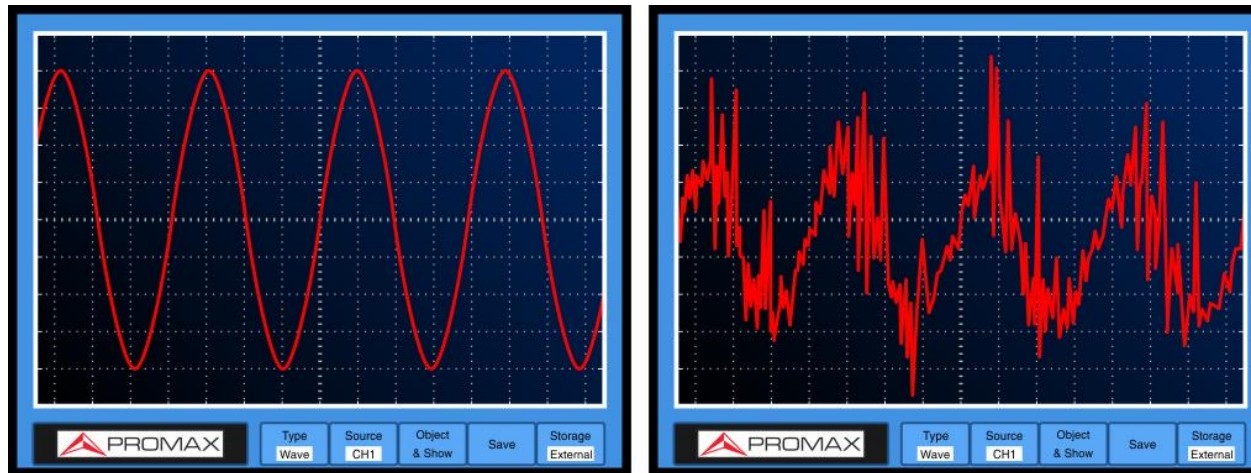 PROMAX
Type
Wave
Source
CH1
Object
& Show
Save
Storage
External
PROMAX
Type
Wave
Source
CH1
Object
& Show
Save
Storage
External